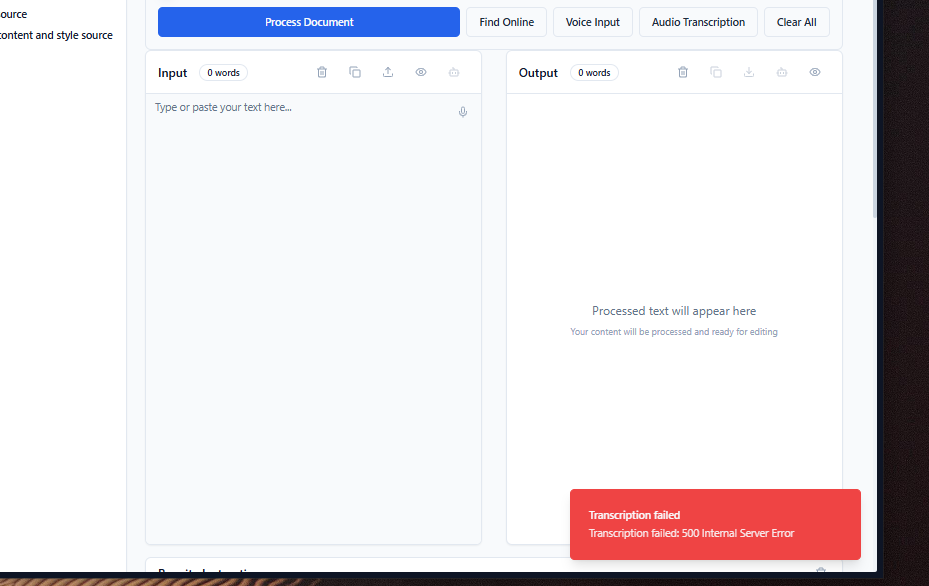 ource
content and style source
Process Document
Find Online
Voice Input
Audio Transcription
Clear All
Input
0 words
Output
0 words
Type or paste your text here...
Processed text will appear here
Your content will be processed and ready for editing
Transcription failed
Transcription failed: 500 Internal Server Error